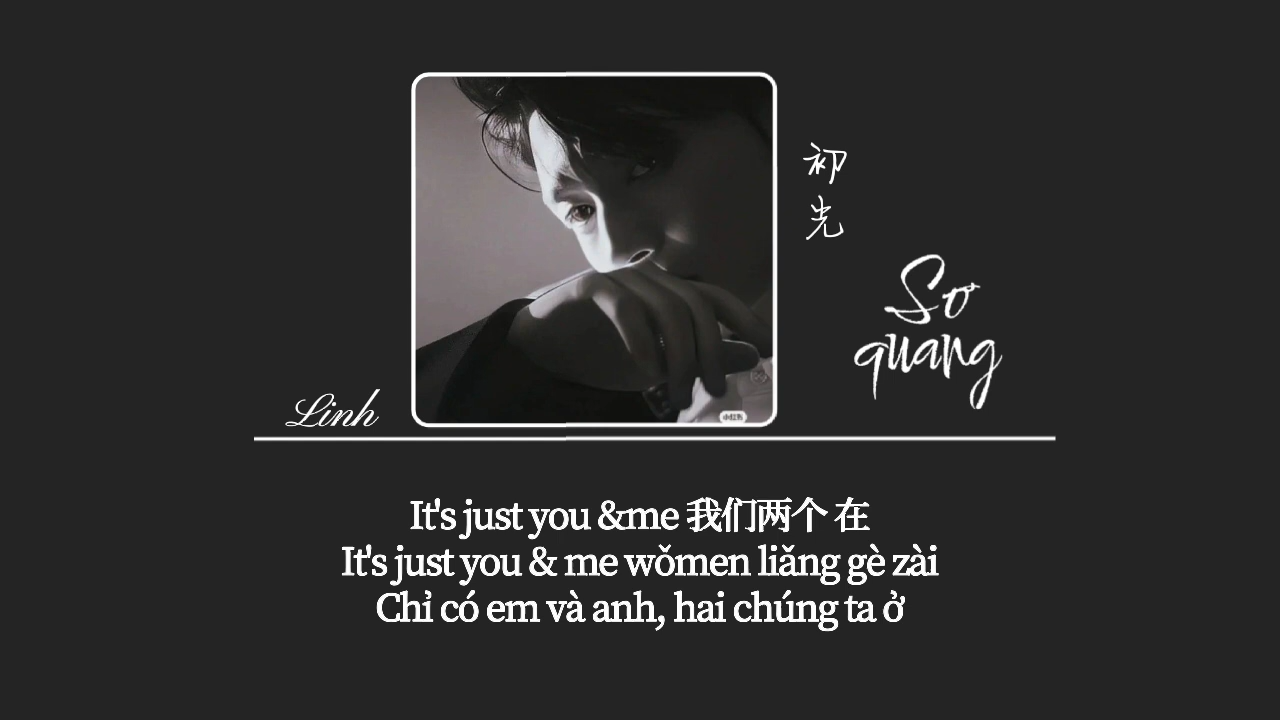 初
光
Sơ
quang
Linh
It's just you &me 我们两个 在
It's just you & me wǒmen liǎng gè zài
Chỉ có em và anh, hai chúng ta ở